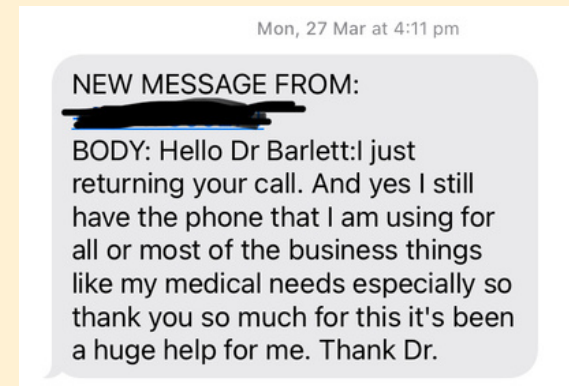 Mon, 27 Mar at 4:11 pm
NEW MESSAGE FROM:
BODY: Hello Dr Barlett:I just
returning your call. And yes I still
have the phone that I am using for
all or most of the business things
like my medical needs especially so
thank you so much for this it's been
a huge help for me. Thank Dr.